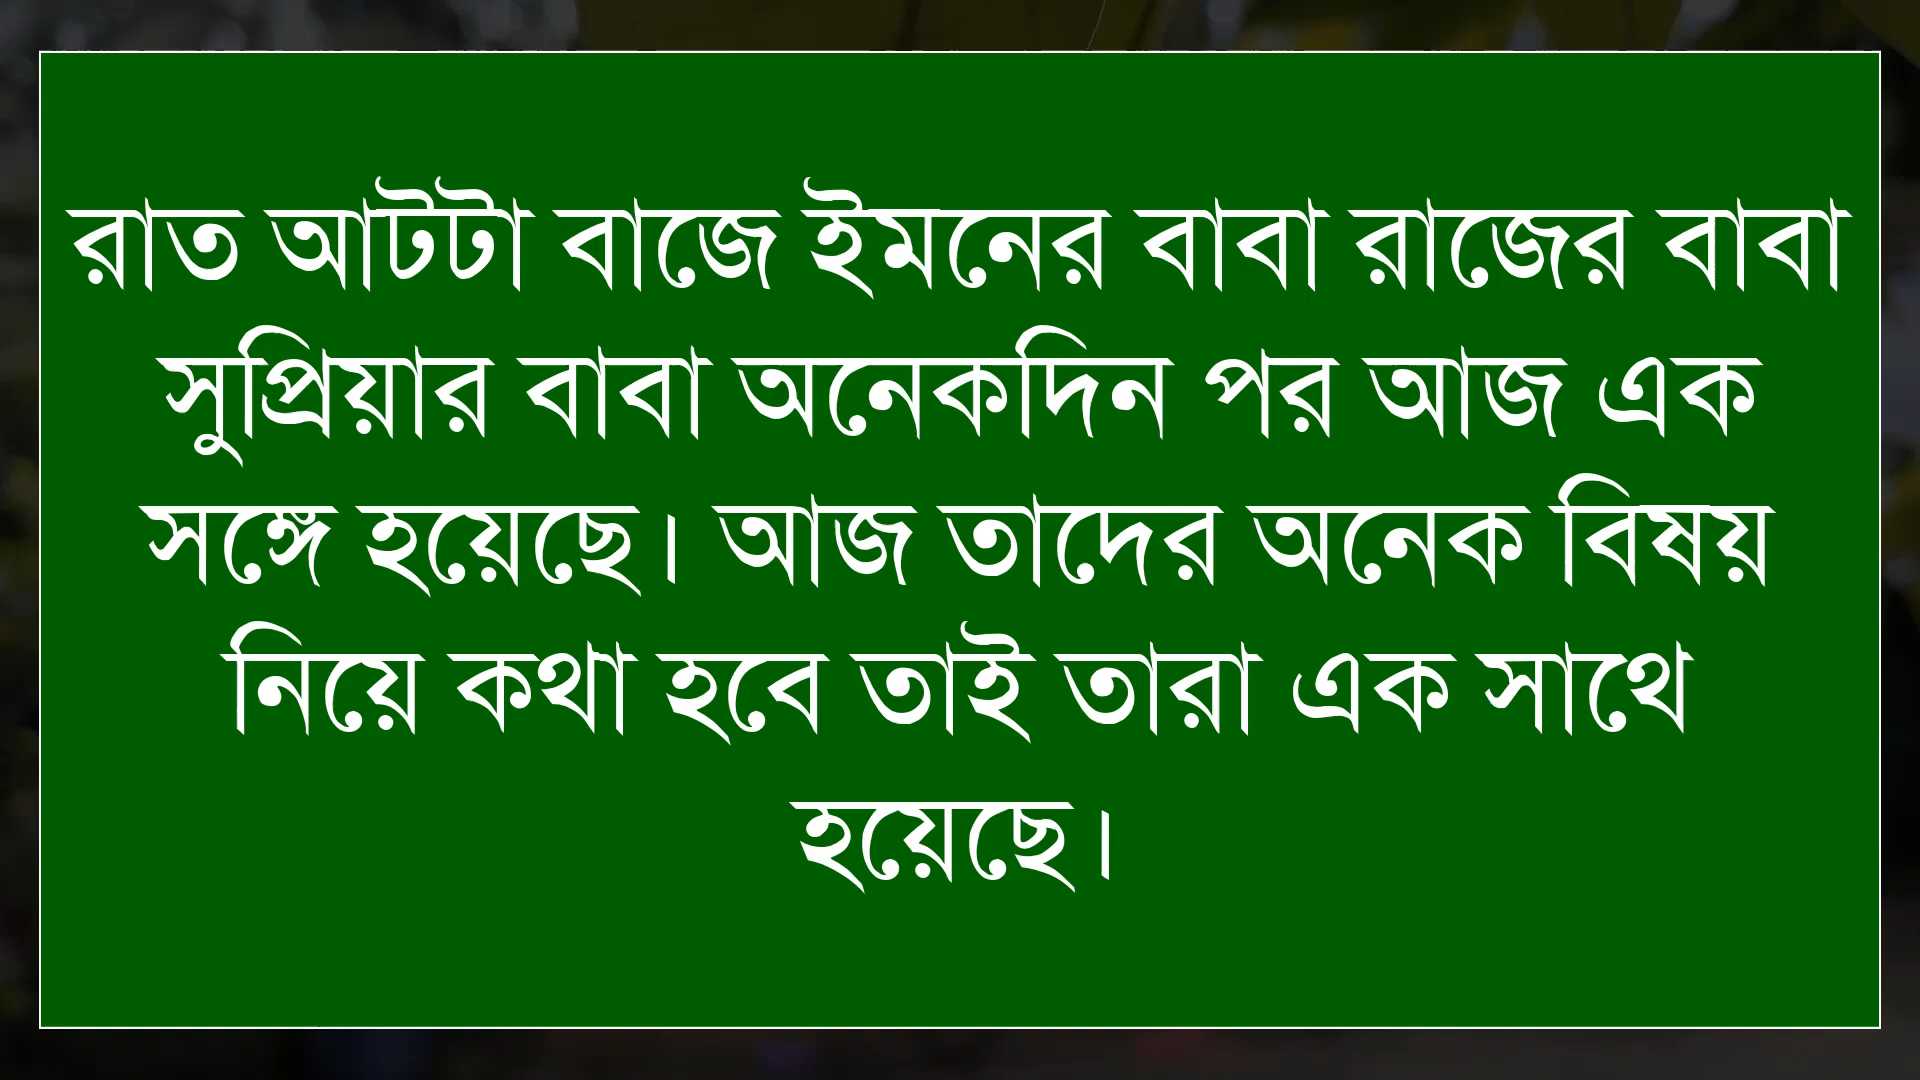 রাত আটটা বাজে ইমনের বাবা রাজের বাবা
সুপ্রিয়ার বাবা অনেকদিন পর আজ এক
সঙ্গে হয়েছে। আজ তাদের অনেক বিষয়
নিয়ে কথা হবে তাই তারা এক সাথে
হয়েছে।